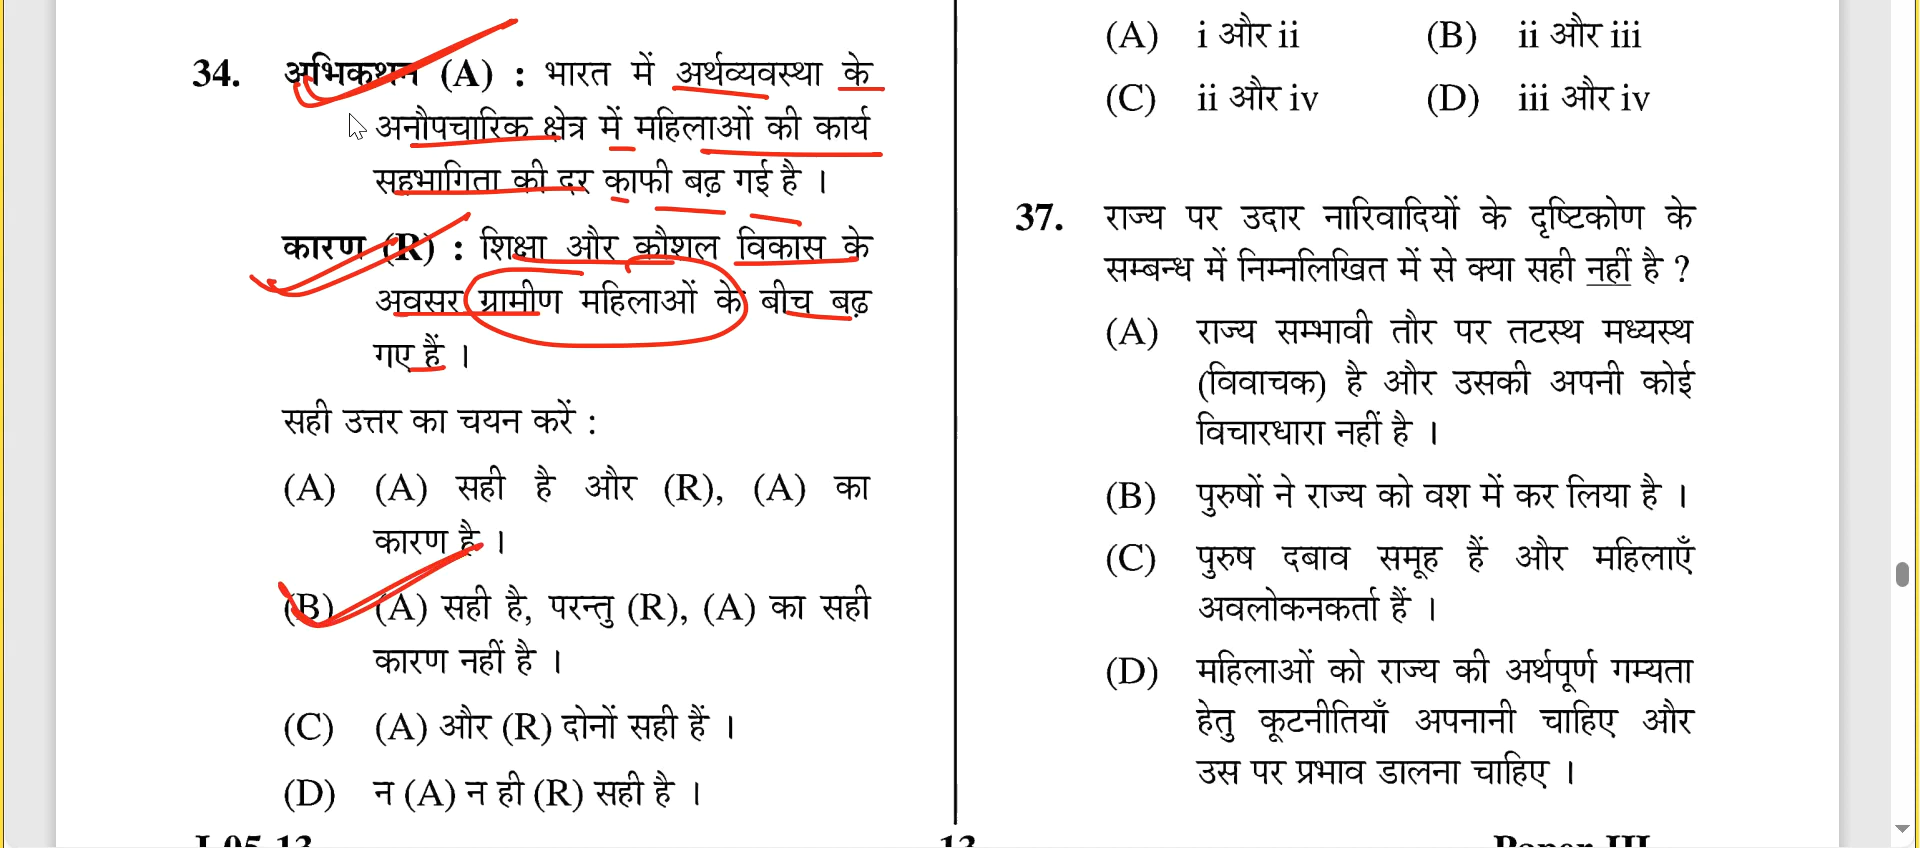 34. अभिकथन (A) : भारत में अर्थव्यवस्था के
अनौपचारिक क्षेत्र में महिलाओं की कार्य
सहभागिता की दर काफी बढ़ गई है ।
कारण (R) : शिक्षा और कौशल विकास के
अवसर ग्रामीण महिलाओं के बीच बढ़
गए हैं ।
सही उत्तर का चयन करें :
(A) (A) सही है और (R), (A) का
कारण है ।
(B) (A) सही है, परन्तु (R), (A) का सही
कारण नहीं है ।
(C) (A) और (R) दोनों सही हैं ।
(D) न (A) न ही (R) सही है ।
(A) i और ii (B) ii और iii
(C) ii और iv (D) iii और iv
37. राज्य पर उदार नारिवादियों के दृष्टिकोण के
सम्बन्ध में निम्नलिखित में से क्या सही नहीं है ?
(A) राज्य सम्भावी तौर पर तटस्थ मध्यस्थ
(विवाचक) है और उसकी अपनी कोई
विचारधारा नहीं है ।
(B) पुरुषों ने राज्य को वश में कर लिया है ।
(C) पुरुष दबाव समूह हैं और महिलाएँ
अवलोकनकर्ता हैं ।
(D) महिलाओं को राज्य की अर्थपूर्ण गम्यता
हेतु कूटनीतियाँ अपनानी चाहिए और
उस पर प्रभाव डालना चाहिए ।
13
Paper-III